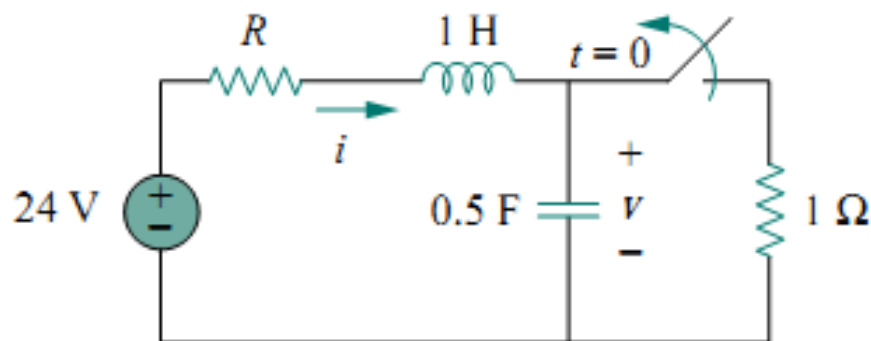 R
1 H
t = 0
i
24 V
+
−
0.5 F
+
v
−
1 Ω